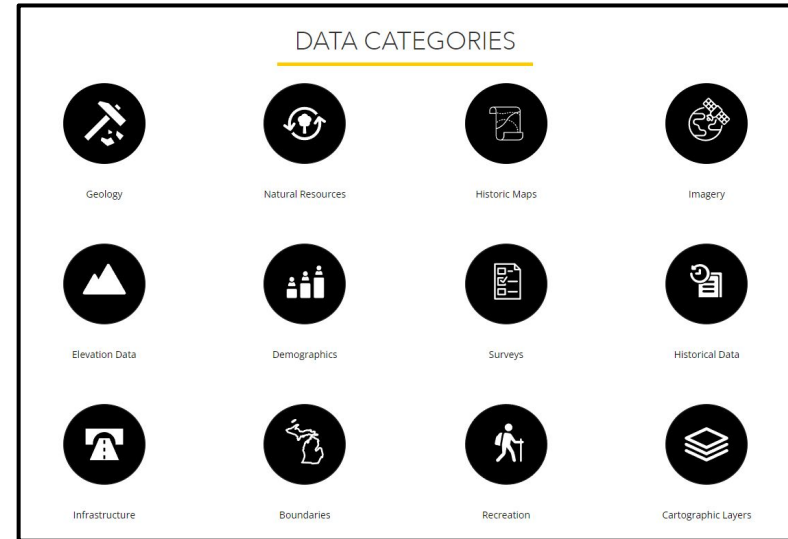 DATA CATEGORIES
Geology
Natural Resources
Historic Maps
Imagery
Elevation Data
Demographics
Surveys
Historical Data
Infrastructure
Boundaries
Recreation
Cartographic Layers